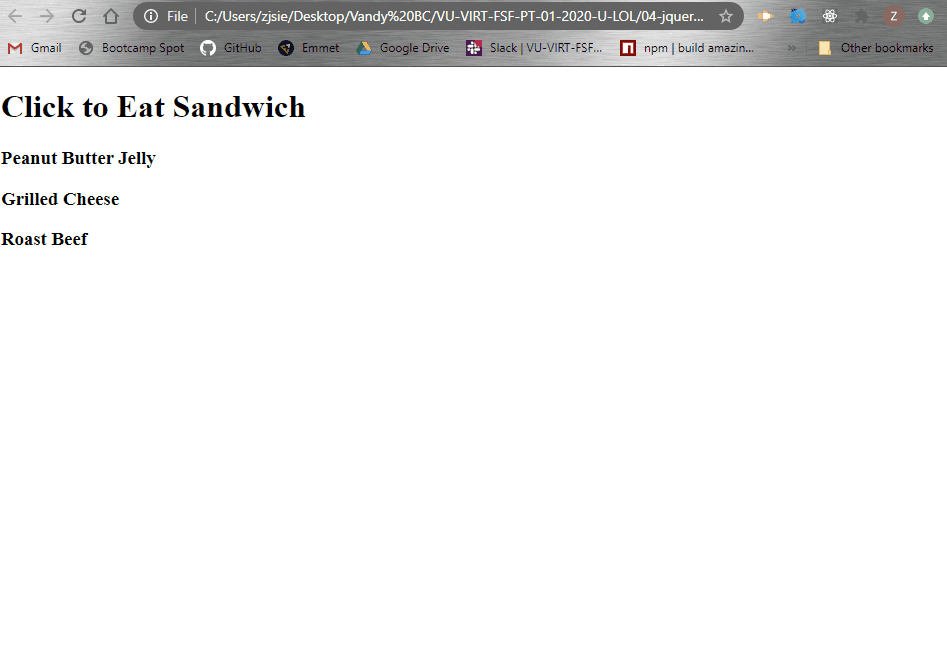 File C:/Users/zjsie/Desktop/Vandy%20BC/VU-VIRT-FSF-PT-01-2020-U-LOL/04-jquer... Z
Gmail Bootcamp Spot GitHub Emmet Google Drive Slack | VU-VIRT-FSF... npm | build amazin... » Other bookmarks
Click to Eat Sandwich
Peanut Butter Jelly
Grilled Cheese
Roast Beef